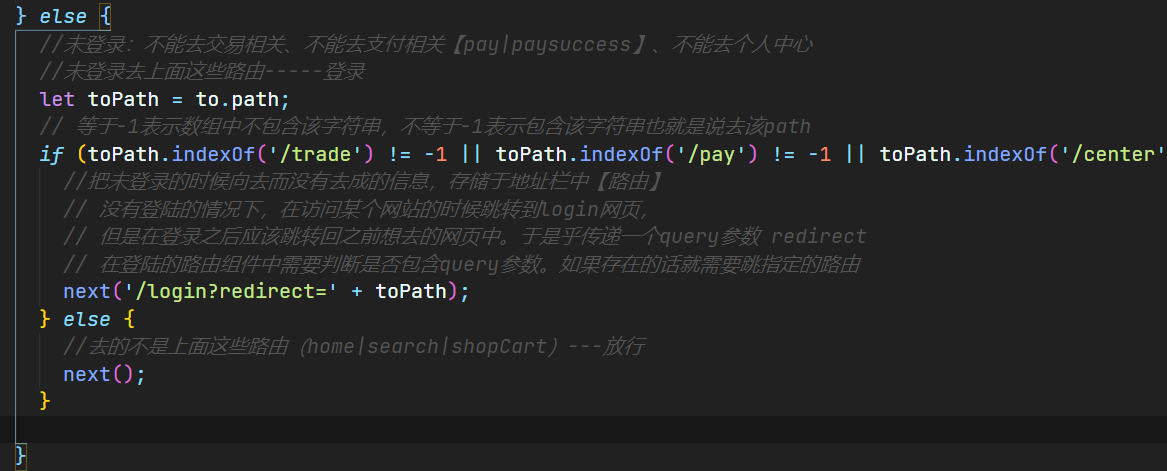 } else {
//未登录：不能去交易相关、不能去支付相关【pay|paysuccess】、不能去个人中心
//未登录去上面这些路由-----登录
let toPath = to.path;
// 等于-1表示数组中不包含该字符串，不等于-1表示包含该字符串也就是说去该path
if (toPath.indexOf('/trade') != -1 || toPath.indexOf('/pay') != -1 || toPath.indexOf('/center'
//把未登录的时候向去而没有去成的信息，存储于地址栏中【路由】
// 没有登陆的情况下，在访问某个网站的时候跳转到login网页，
// 但是在登录之后应该跳转回之前想去的网页中。于是乎传递一个query参数 redirect
// 在登陆的路由组件中需要判断是否包含query参数。如果存在的话就需要跳指定的路由
next('/login?redirect=' + toPath);
} else {
//去的不是上面这些路由（home|search|shopCart）---放行
next();
}
}